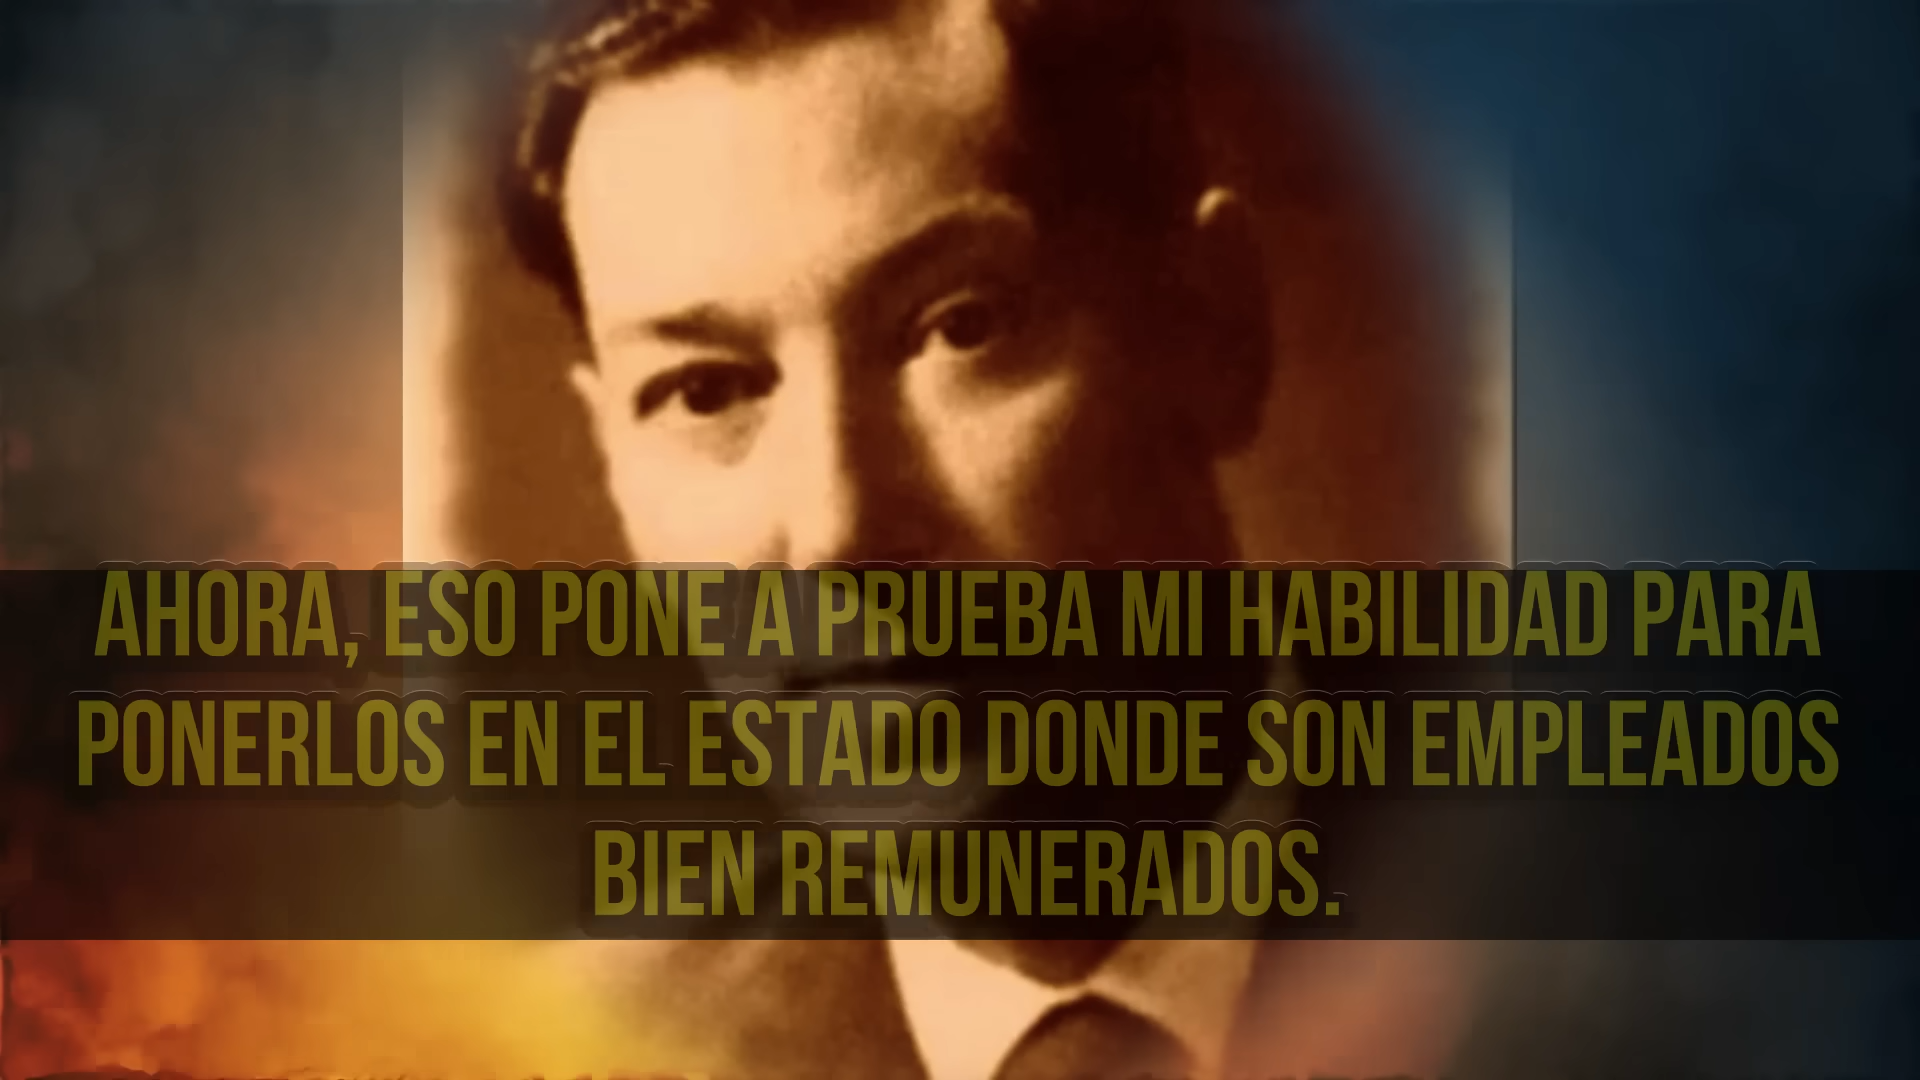 AHORA, ESO PONE A PRUEBA MI HABILIDAD PARA
PONERLOS EN EL ESTADO DONDE SON EMPLEADOS
BIEN REMUNERADOS.